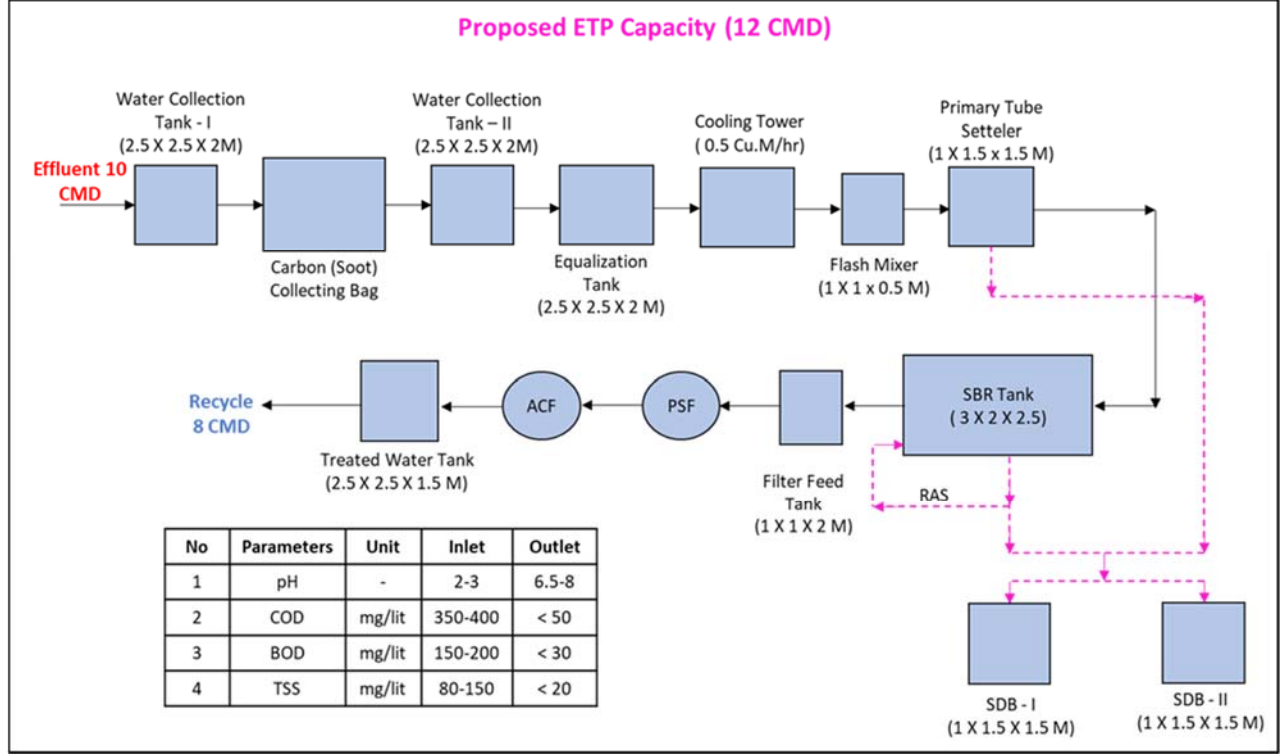 Proposed ETP Capacity (12 CMD)
Water Collection
Tank - I
(2.5 X 2.5 X 2M)
Water Collection
Tank – II
(2.5 X 2.5 X 2M)
Cooling Tower
( 0.5 Cu.M/hr)
Primary Tube
Setteler
(1 X 1.5 x 1.5 M)
Effluent 10
CMD
Carbon (Soot)
Collecting Bag
Equalization
Tank
(2.5 X 2.5 X 2 M)
Flash Mixer
(1 X 1 x 0.5 M)
Recycle
8 CMD
Treated Water Tank
(2.5 X 2.5 X 1.5 M)
ACF
PSF
Filter Feed
Tank
(1 X 1 X 2 M)
SBR Tank
( 3 X 2 X 2.5)
RAS
No Parameters Unit Inlet Outlet
1 pH - 2-3 6.5-8
2 COD mg/lit 350-400 < 50
3 BOD mg/lit 150-200 < 30
4 TSS mg/lit 80-150 < 20
SDB - I
(1 X 1.5 X 1.5 M)
SDB - II
(1 X 1.5 X 1.5 M)